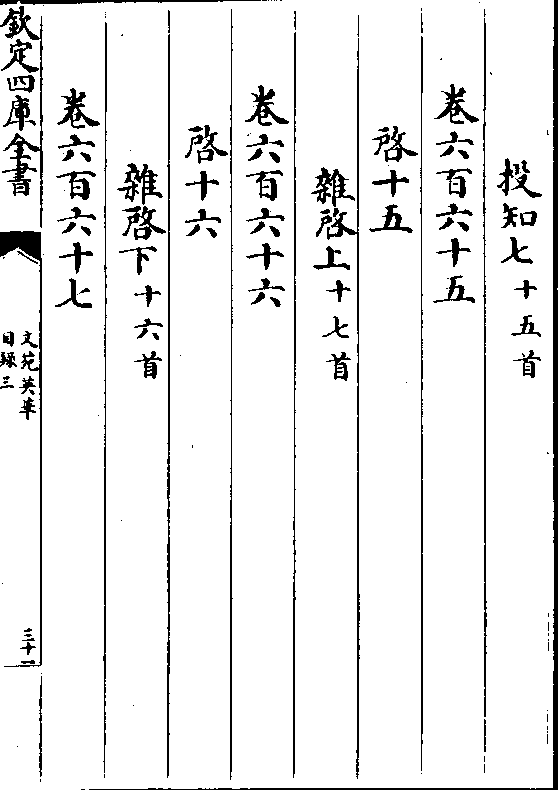 投知七十五首
卷六百六十五
啓十五
雜啓上十七首
卷六百六十六
啓十六
雜啓下十六首
卷六百六十七
欽定四庫全書
文苑英華
目録三
三十一